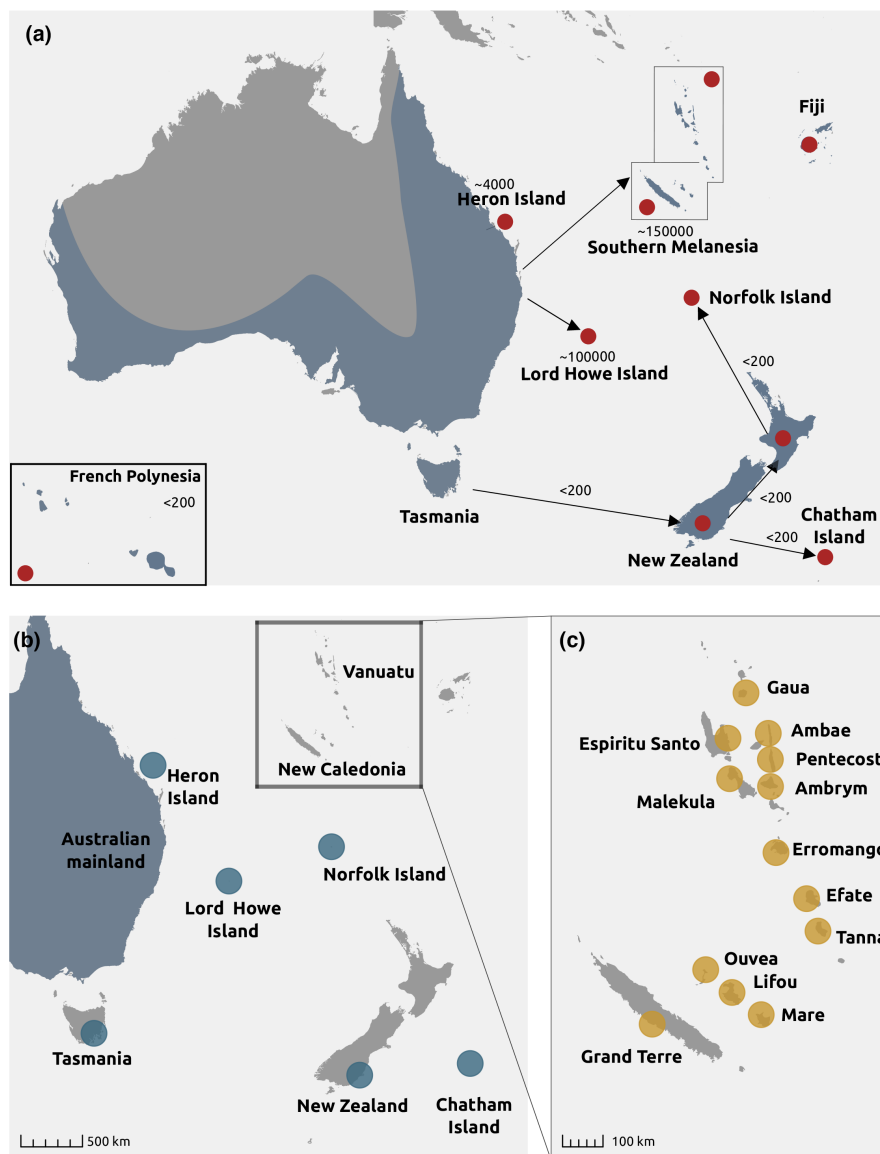 (a)
Fiji
~4000
Heron Island
~150000
Southern Melanesia
Norfolk Island
~100000
Lord Howe Island
<200
French Polynesia
<200
<200
Tasmania
<200
<200
Chatham
Island
New Zealand
(b)
Vanuatu
New Caledonia
Heron
Island
Australian
mainland
Norfolk Island
Lord Howe
Island
Tasmania
New Zealand
Chatham
Island
500 km
(c)
Gaua
Ambae
Espiritu Santo
Pentecost
Ambrym
Malekula
Erromango
Efate
Tanna
Ouvea
Lifou
Mare
Grand Terre
100 km